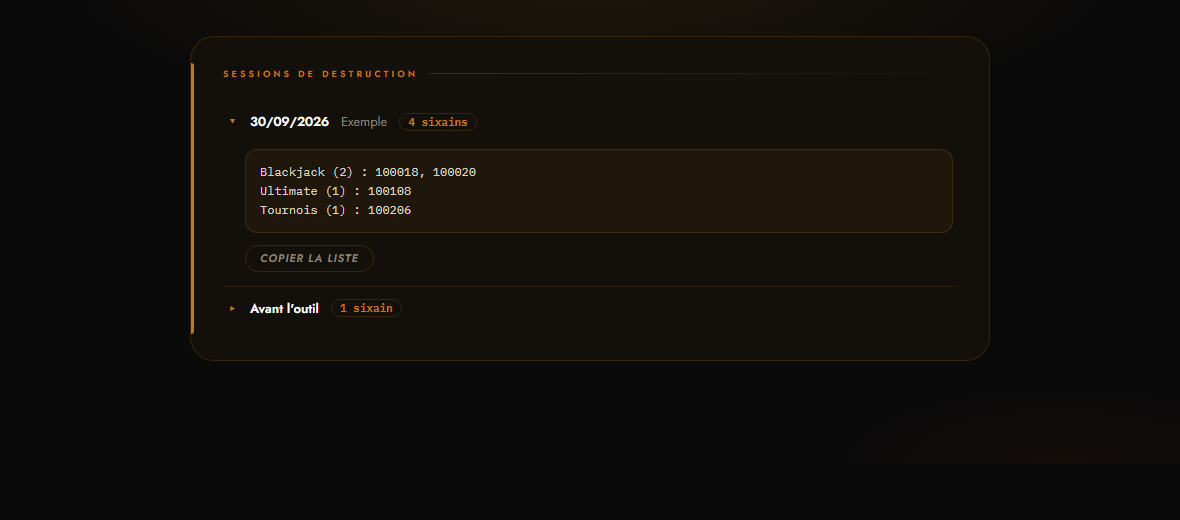 SESSIONS DE DESTRUCTION
30/09/2026 Exemple 4 sixains
Blackjack (2) : 100018, 100020
Ultimate (1) : 100108
Tournois (1) : 100206
COPIER LA LISTE
Avant l'outil 1 sixain